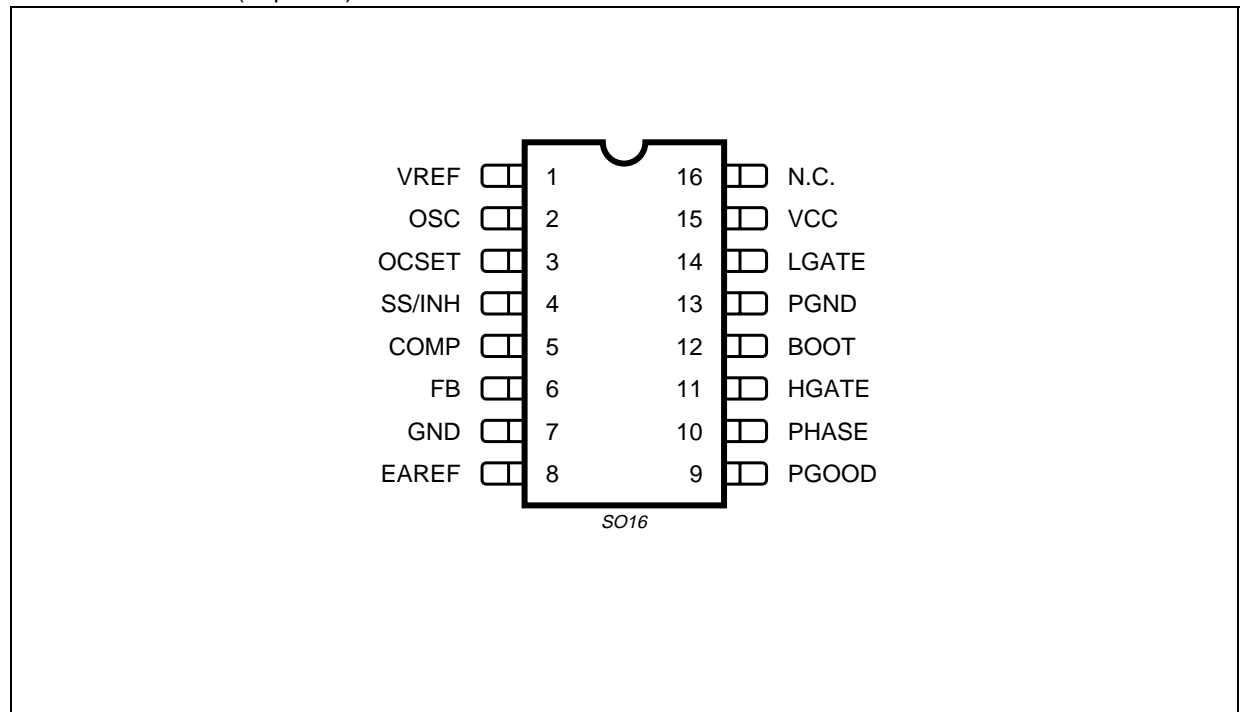 VREF 1 16 N.C.
OSC 2 15 VCC
OCSET 3 14 LGATE
SS/INH 4 13 PGND
COMP 5 12 BOOT
FB 6 11 HGATE
GND 7 10 PHASE
EAREF 8 9 PGOOD
SO16